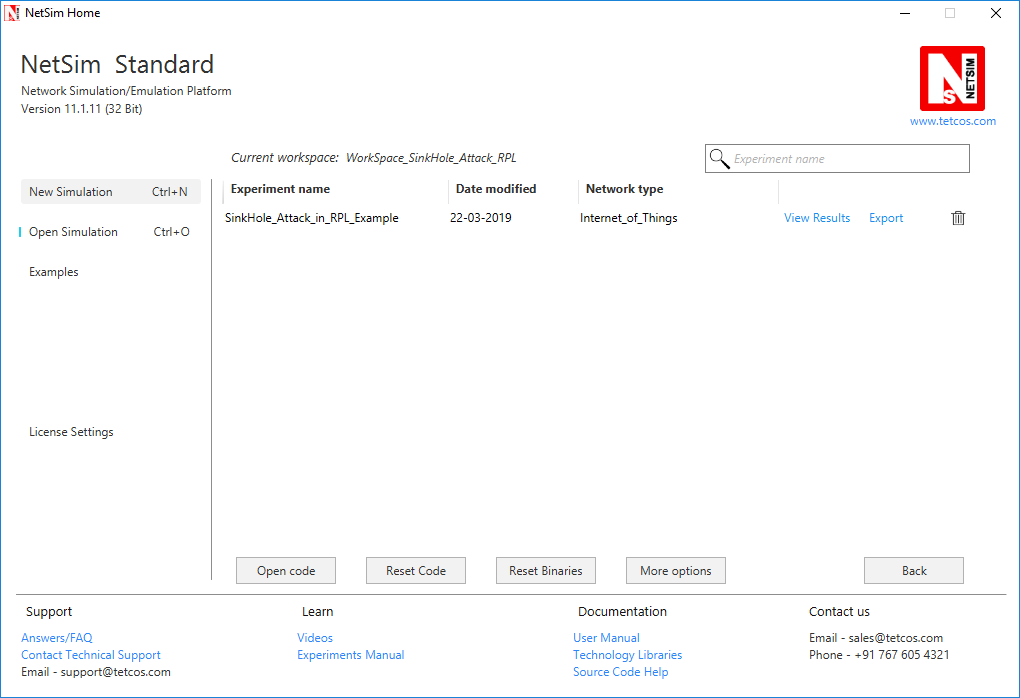 NetSim Home
NetSim Standard
Network Simulation/Emulation Platform
Version 11.1.11 (32 Bit)
NS NETSIM
www.tetcos.com
Current workspace: WorkSpace_SinkHole_Attack_RPL
Experiment name
New Simulation Ctrl+N
Open Simulation Ctrl+O
Examples
License Settings
Experiment name Date modified Network type
SinkHole_Attack_in_RPL_Example 22-03-2019 Internet_of_Things View Results Export
Open code Reset Code Reset Binaries More options Back
Support
Answers/FAQ
Contact Technical Support
Email - support@tetcos.com
Learn
Videos
Experiments Manual
Documentation
User Manual
Technology Libraries
Source Code Help
Contact us
Email - sales@tetcos.com
Phone - +91 767 605 4321